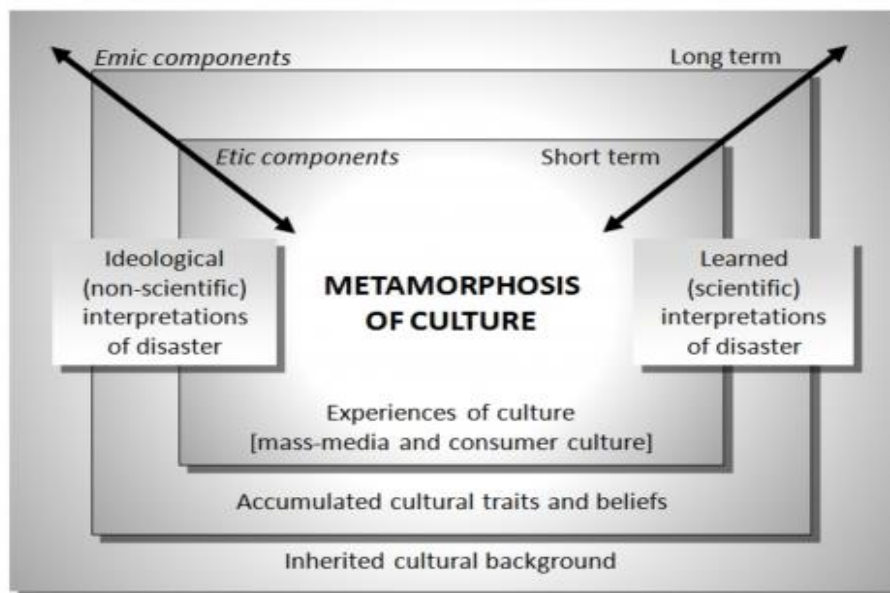 Emic components
Long term
Etic components
Short term
Ideological
(non-scientific)
interpretations
of disaster
METAMORPHOSIS
OF CULTURE
Learned
(scientific)
interpretations
of disaster
Experiences of culture
[mass-media and consumer culture]
Accumulated cultural traits and beliefs
Inherited cultural background